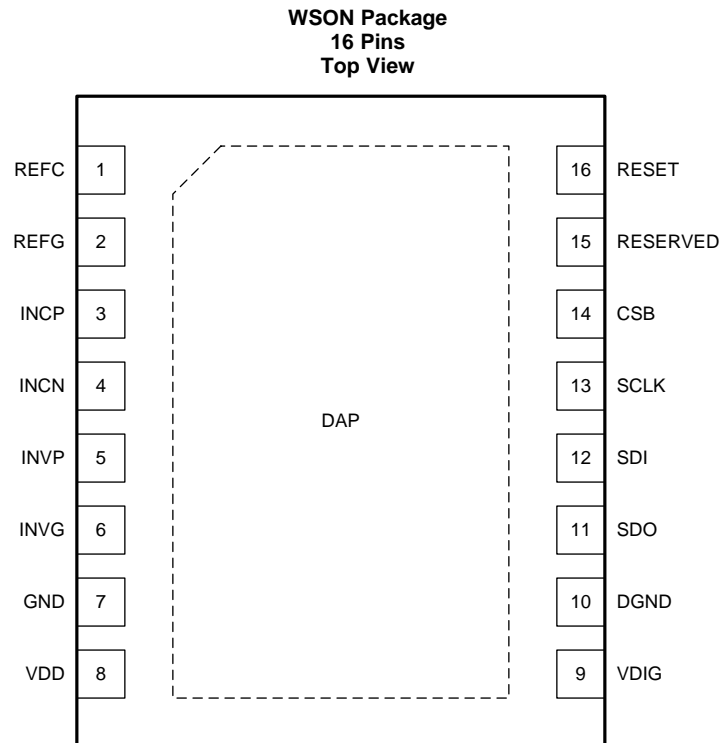 WSON Package
16 Pins
Top View
REFC 1
REFG 2
INCP 3
INCN 4
INVP 5
INVG 6
GND 7
VDD 8
DAP
16 RESET
15 RESERVED
14 CSB
13 SCLK
12 SDI
11 SDO
10 DGND
9 VDIG